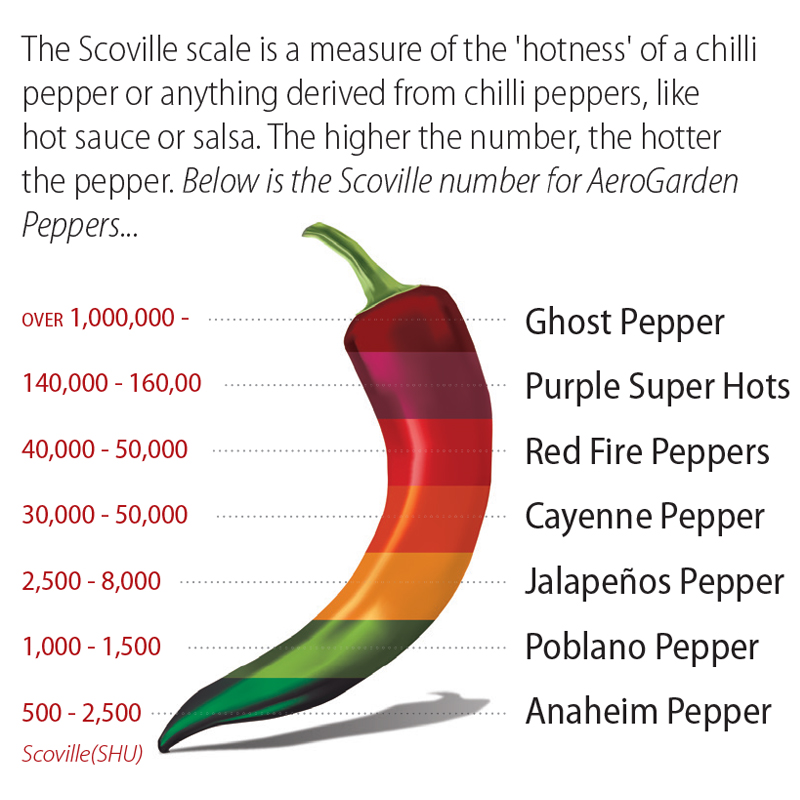 The Scoville scale is a measure of the 'hotness' of a chilli
pepper or anything derived from chilli peppers, like
hot sauce or salsa. The higher the number, the hotter
the pepper. Below is the Scoville number for AeroGarden
Peppers...
OVER 1,000,000 - Ghost Pepper
140,000 - 160,00 Purple Super Hots
40,000 - 50,000 Red Fire Peppers
30,000 - 50,000 Cayenne Pepper
2,500 - 8,000 Jalapeños Pepper
1,000 - 1,500 Poblano Pepper
500 - 2,500 Anaheim Pepper
Scoville(SHU)